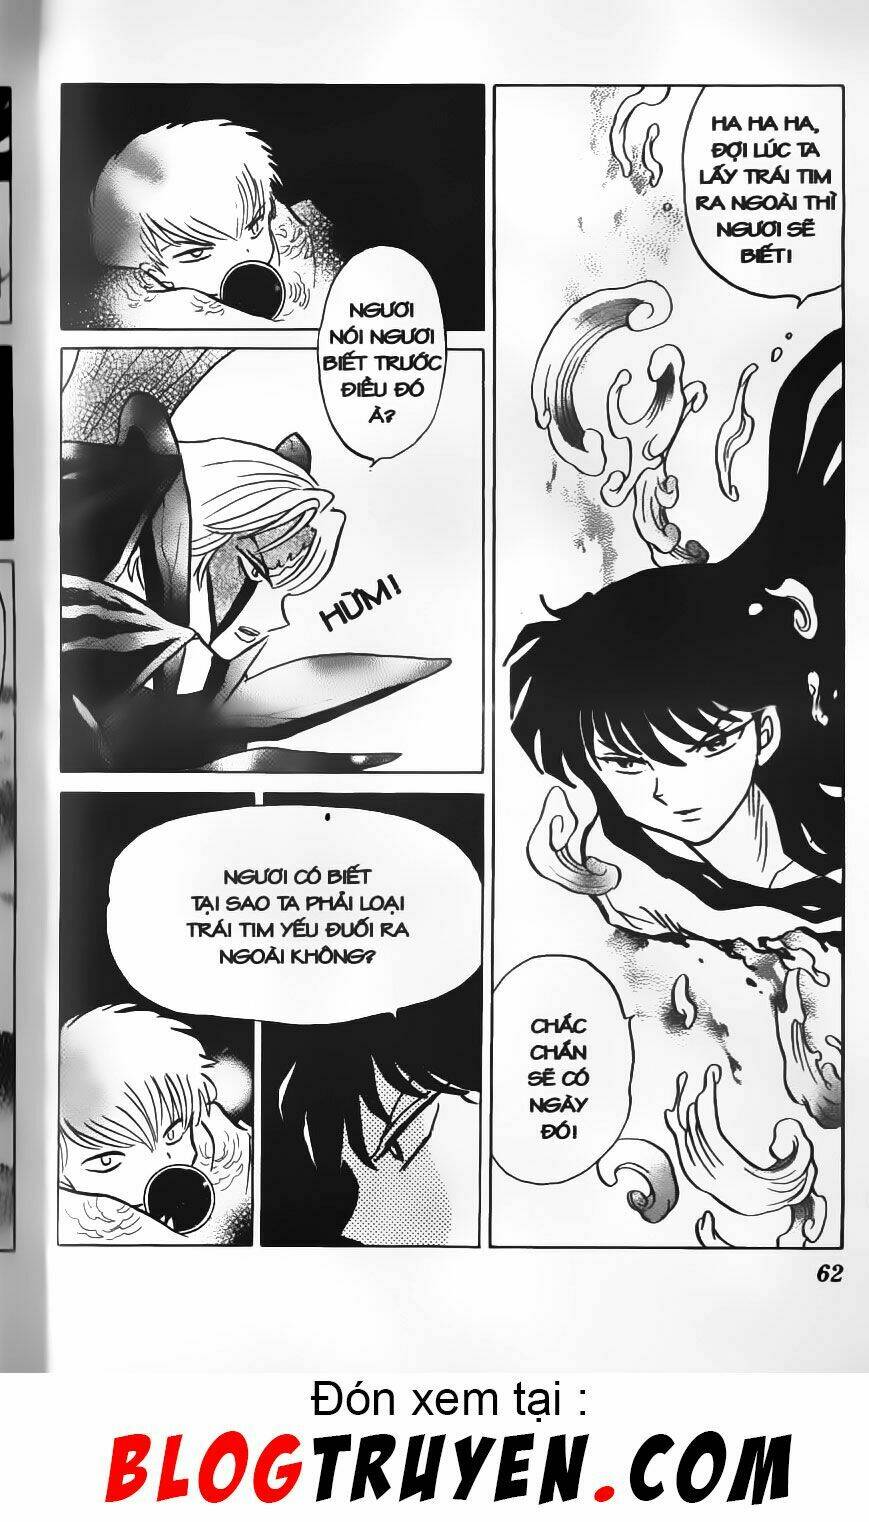 HA HA HA,
ĐỢI LÚC TA
LẤY TRÁI TIM
RA NGOÀI THÌ
NGƯƠI SẼ
BIẾT!
CHẮC
CHẮN
SẼ CÓ
NGÀY
ĐÓ!
NGƯƠI
NÓI NGƯƠI
BIẾT TRƯỚC
ĐIỀU ĐÓ
À?
HỪM!
NGƯƠI CÓ BIẾT
TẠI SAO TA PHẢI LOẠI
TRÁI TIM YẾU ĐUỐI RA
NGOÀI KHÔNG?
62
Đón xem tại :
BLOGTRUYEN.COM